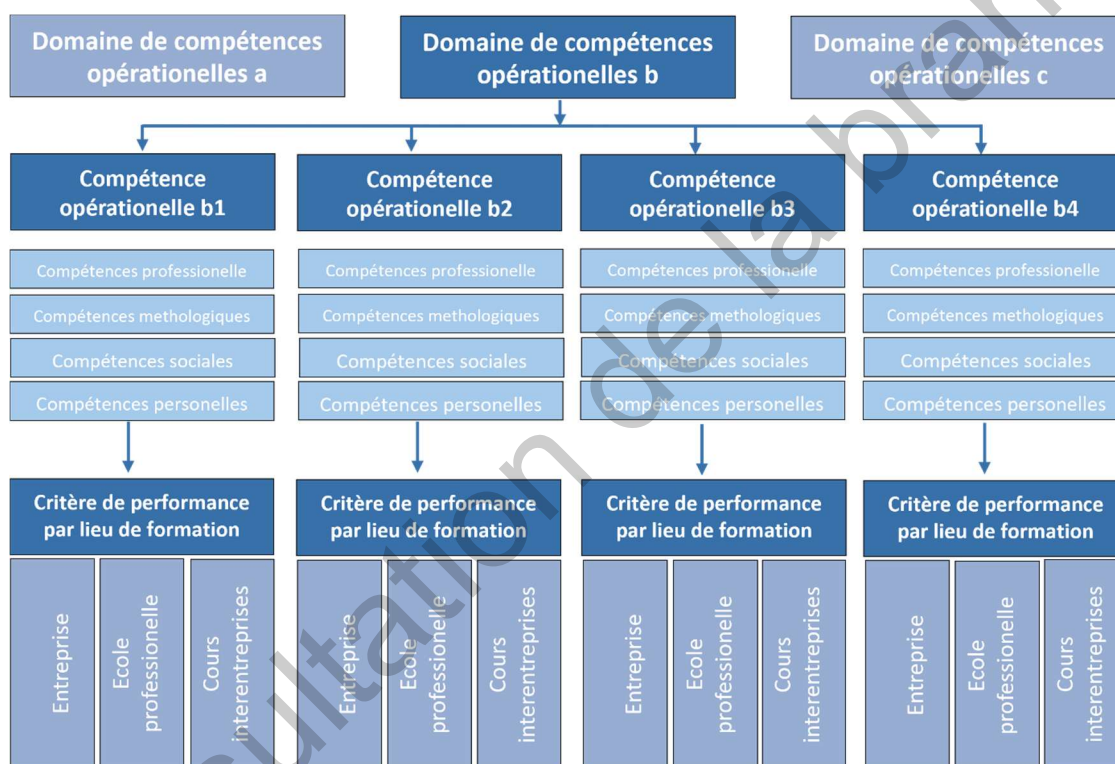 Domaine de compétences
opérationelles a
Domaine de compétences
opérationelles b
Domaine de compétences
opérationelles c
Compétence
opérationelle b1
Compétence
opérationelle b2
Compétence
opérationelle b3
Compétence
opérationelle b4
Compétences professionelle
Compétences professionelle
Compétences professionelle
Compétences professionelle
Compétences methologiques
Compétences methologiques
Compétences methologiques
Compétences methologiques
Compétences sociales
Compétences sociales
Compétences sociales
Compétences sociales
Compétences personelles
Compétences personelles
Compétences personelles
Compétences personelles
Critère de performance
par lieu de formation
Critère de performance
par lieu de formation
Critère de performance
par lieu de formation
Critère de performance
par lieu de formation
Entreprise
Ecole
professionelle
Cours
interentreprises
Entreprise
Ecole
professionelle
Cours
interentreprises
Entreprise
Ecole
professionelle
Cours
interentreprises
Entreprise
Ecole
professionelle
Cours
interentreprises
sultation de la bran